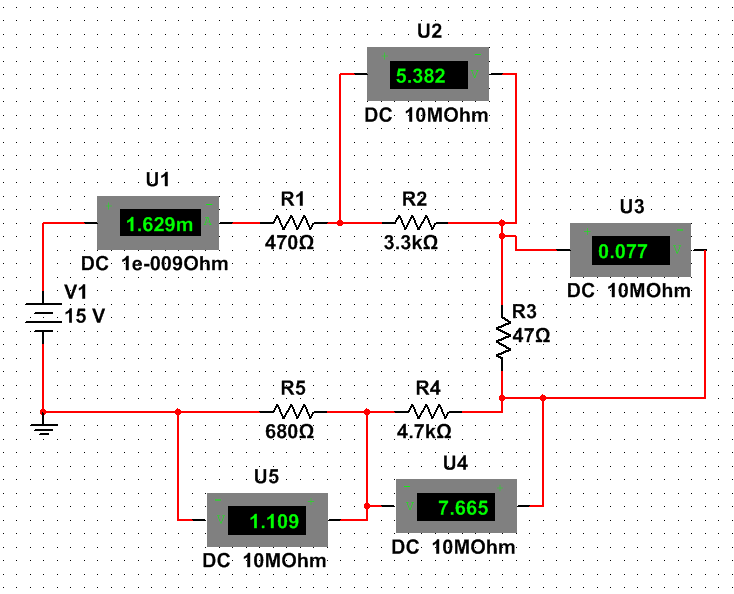 U2
+ -
5.382 V
DC 10MOhm
U1
+ -
1.629m A
DC 1e-009Ohm
R1
470Ω
R2
3.3kΩ
U3
+ -
0.077 V
DC 10MOhm
V1
15 V
R3
47Ω
R5
680Ω
R4
4.7kΩ
U5
- +
V 1.109
DC 10MOhm
U4
- +
V 7.665
DC 10MOhm